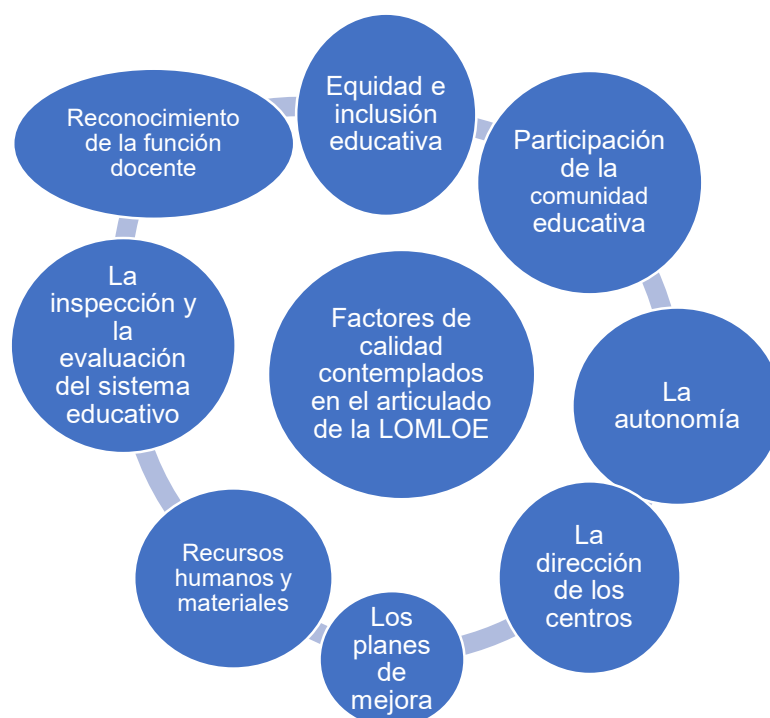 Equidad e
inclusión
educativa
Participación
de la
comunidad
educativa
La
autonomía
La
dirección
de los
centros
Los
planes
de
mejora
Recursos
humanos y
materiales
La
inspección y
la
evaluación
del sistema
educativo
Reconocimiento
de la función
docente
Factores de
calidad
contemplados
en el articulado
de la LOMLOE